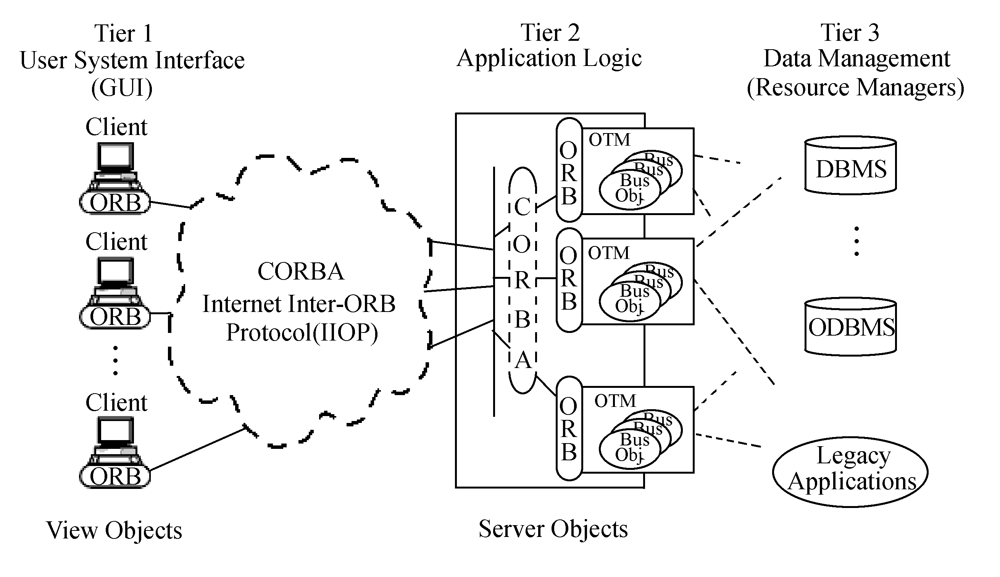 Tier 1
User System Interface
(GUI)
Client
ORB
Client
ORB
Client
ORB
View Objects
CORBA
Internet Inter-ORB
Protocol(IIOP)
Tier 2
Application Logic
C
O
R
B
A
O
R
B
OTM
Bus
Bus
Bus
Obj
O
R
B
OTM
Bus
Bus
Bus
Obj
O
R
B
OTM
Bus
Bus
Bus
Obj
Server Objects
Tier 3
Data Management
(Resource Managers)
DBMS
ODBMS
Legacy
Applications